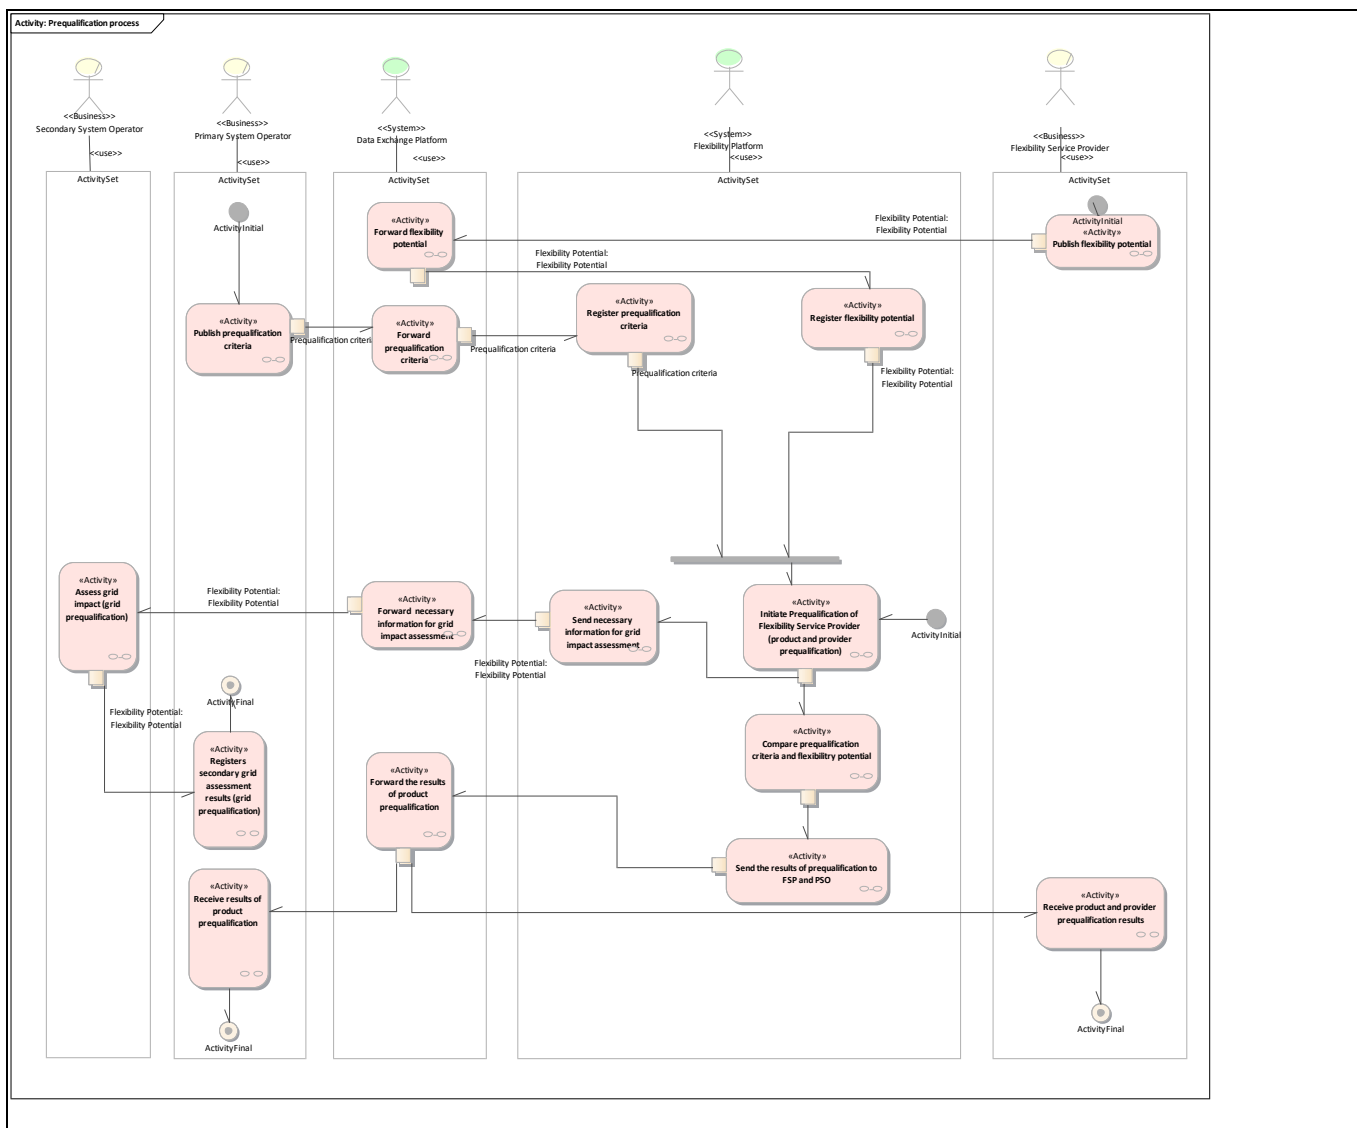 Activity: Prequalification process
<<Business>>
Secondary System Operator
<<use>>
<<Business>>
Primary System Operator
<<use>>
<<System>>
Data Exchange Platform
<<use>>
<<System>>
Flexibility Platform
<<use>>
<<Business>>
Flexibility Service Provider
<<use>>
ActivitySet
ActivitySet
ActivitySet
ActivitySet
ActivitySet
ActivityInitial
«Activity»
Forward flexibility
potential
Flexibility Potential:
Flexibility Potential
ActivityInitial
«Activity»
Publish flexibility potential
Flexibility Potential:
Flexibility Potential
«Activity»
Publish prequalification
criteria
Prequalification criteria
«Activity»
Forward
prequalification
criteria
Prequalification criteria
«Activity»
Register prequalification
criteria
Prequalification criteria
«Activity»
Register flexibility potential
Flexibility Potential:
Flexibility Potential
«Activity»
Assess grid
impact (grid
prequalification)
Flexibility Potential:
Flexibility Potential
«Activity»
Forward necessary
information for grid
impact assessment
«Activity»
Send necessary
information for grid
impact assessment
Flexibility Potential:
Flexibility Potential
«Activity»
Initiate Prequalification of
Flexibility Service Provider
(product and provider
prequalification)
ActivityInitial
Flexibility Potential:
Flexibility Potential
ActivityFinal
«Activity»
Registers
secondary grid
assessment
results (grid
prequalification)
«Activity»
Forward the results
of product
prequalification
«Activity»
Compare prequalification
criteria and flexibilitry potential
«Activity»
Send the results of prequalification to
FSP and PSO
«Activity»
Receive results of
product
prequalification
«Activity»
Receive product and provider
prequalification results
ActivityFinal
ActivityFinal